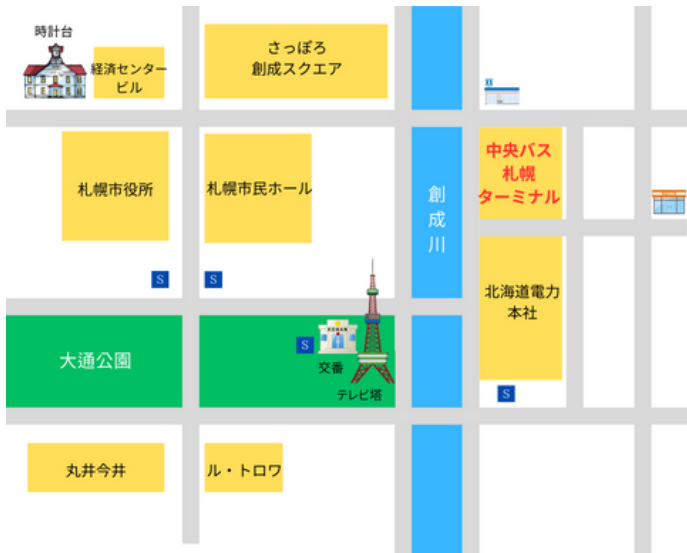 時計台
経済センター
ビル
さっぽろ
創成スクエア
中央バス
札幌
ターミナル
札幌市役所
札幌市民ホール
創
成
川
S
S
北海道電力
本社
大通公園
S
交番
テレビ塔
S
丸井今井
ル・トロワ